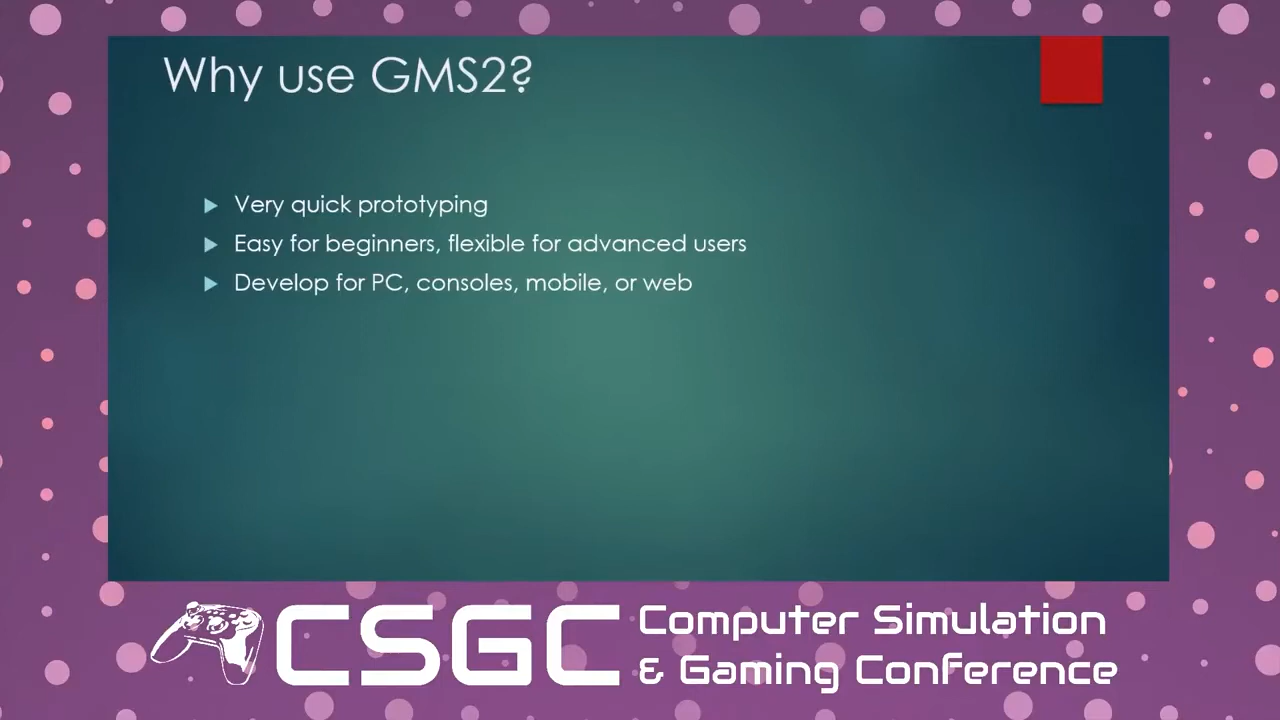 Why use GMS2?
Very quick prototyping
Easy for beginners, flexible for advanced users
Develop for PC, consoles, mobile, or web
CSGC
Computer Simulation
& Gaming Conference